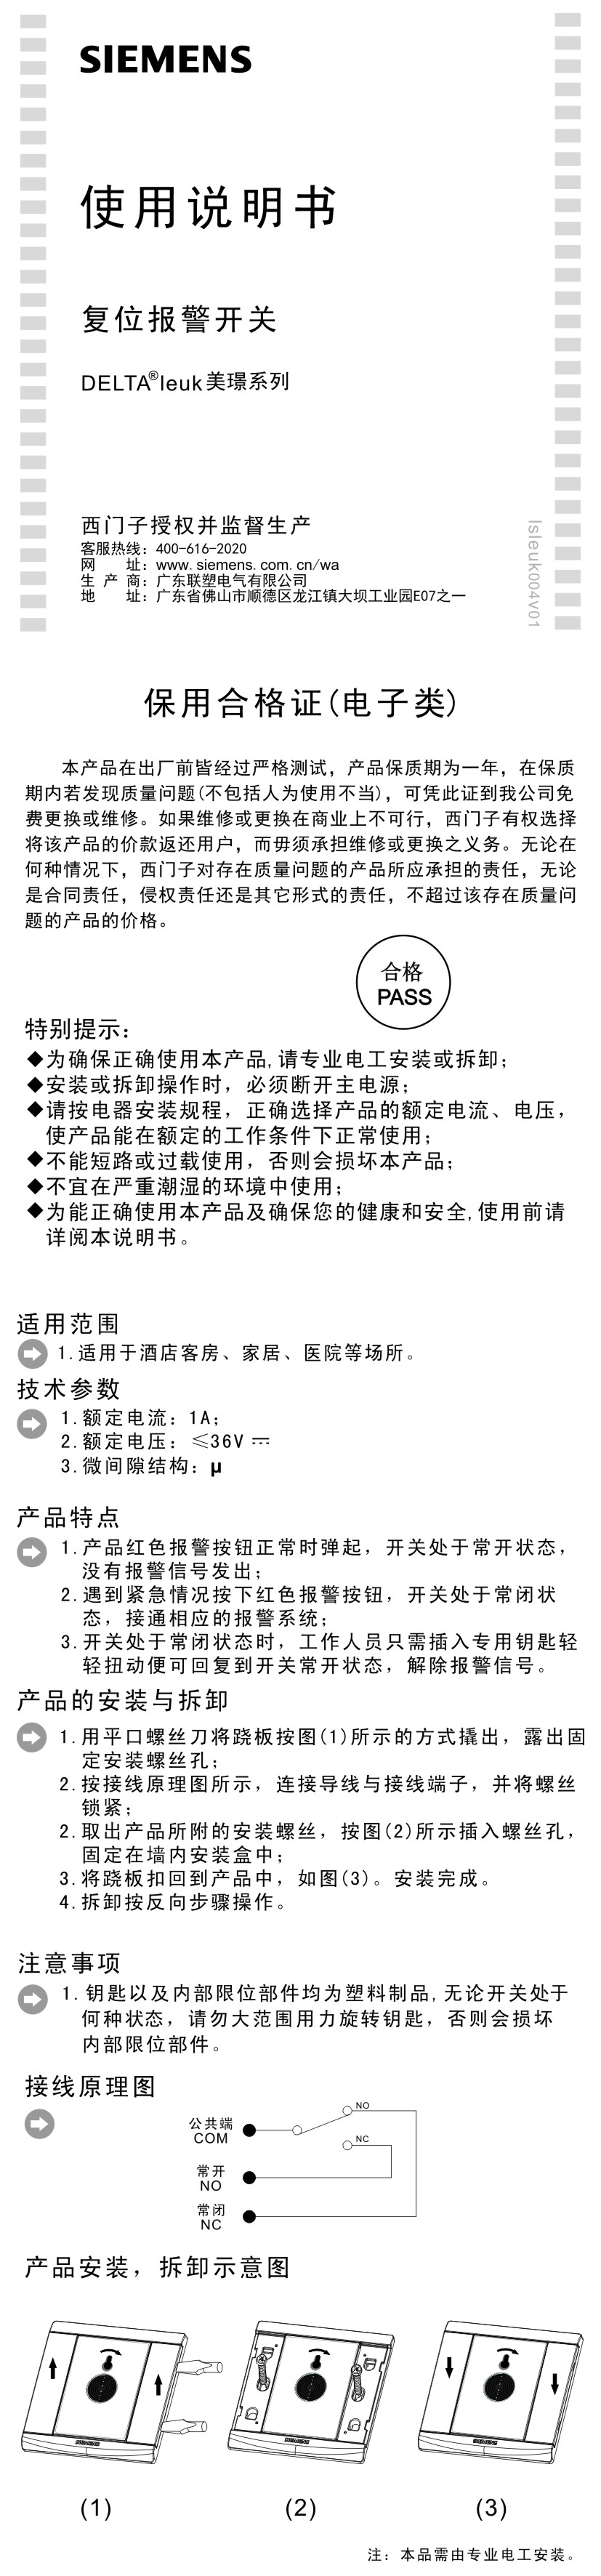 SIEMENS
使用说明书
复位报警开关
DELTA®leuk美璟系列
西门子授权并监督生产
客服热线：400-616-2020
网 址：www.siemens.com.cn/wa
生 产 商：广东联塑电气有限公司
地 址：广东省佛山市顺德区龙江镇大坝工业园E07之一
lsleuk004V01
保用合格证(电子类)
本产品在出厂前皆经过严格测试，产品保质期为一年，在保质
期内若发现质量问题(不包括人为使用不当)，可凭此证到我公司免
费更换或维修。如果维修或更换在商业上不可行，西门子有权选择
将该产品的价款返还用户，而毋须承担维修或更换之义务。无论在
何种情况下，西门子对存在质量问题的产品所应承担的责任，无论
是合同责任，侵权责任还是其它形式的责任，不超过该存在质量问
题的产品的价格。
合格
PASS
特别提示：
◆为确保正确使用本产品,请专业电工安装或拆卸；
◆安装或拆卸操作时，必须断开主电源；
◆请按电器安装规程，正确选择产品的额定电流、电压，
使产品能在额定的工作条件下正常使用；
◆不能短路或过载使用，否则会损坏本产品；
◆不宜在严重潮湿的环境中使用；
◆为能正确使用本产品及确保您的健康和安全,使用前请
详阅本说明书。
适用范围
1.适用于酒店客房、家居、医院等场所。
技术参数
1.额定电流：1A；
2.额定电压：≤36V ⎓
3.微间隙结构：μ
产品特点
1.产品红色报警按钮正常时弹起，开关处于常开状态，
没有报警信号发出；
2.遇到紧急情况按下红色报警按钮，开关处于常闭状
态，接通相应的报警系统；
3.开关处于常闭状态时，工作人员只需插入专用钥匙轻
轻扭动便可回复到开关常开状态，解除报警信号。
产品的安装与拆卸
1.用平口螺丝刀将跷板按图(1)所示的方式撬出，露出固
定安装螺丝孔；
2.按接线原理图所示，连接导线与接线端子，并将螺丝
锁紧；
2.取出产品所附的安装螺丝，按图(2)所示插入螺丝孔，
固定在墙内安装盒中；
3.将跷板扣回到产品中，如图(3)。安装完成。
4.拆卸按反向步骤操作。
注意事项
1.钥匙以及内部限位部件均为塑料制品,无论开关处于
何种状态，请勿大范围用力旋转钥匙，否则会损坏
内部限位部件。
接线原理图
NO
公共端
COM
NC
常开
NO
常闭
NC
产品安装，拆卸示意图
SIEMENS
SIEMENS
SIEMENS
(1)
(2)
(3)
注：本品需由专业电工安装。